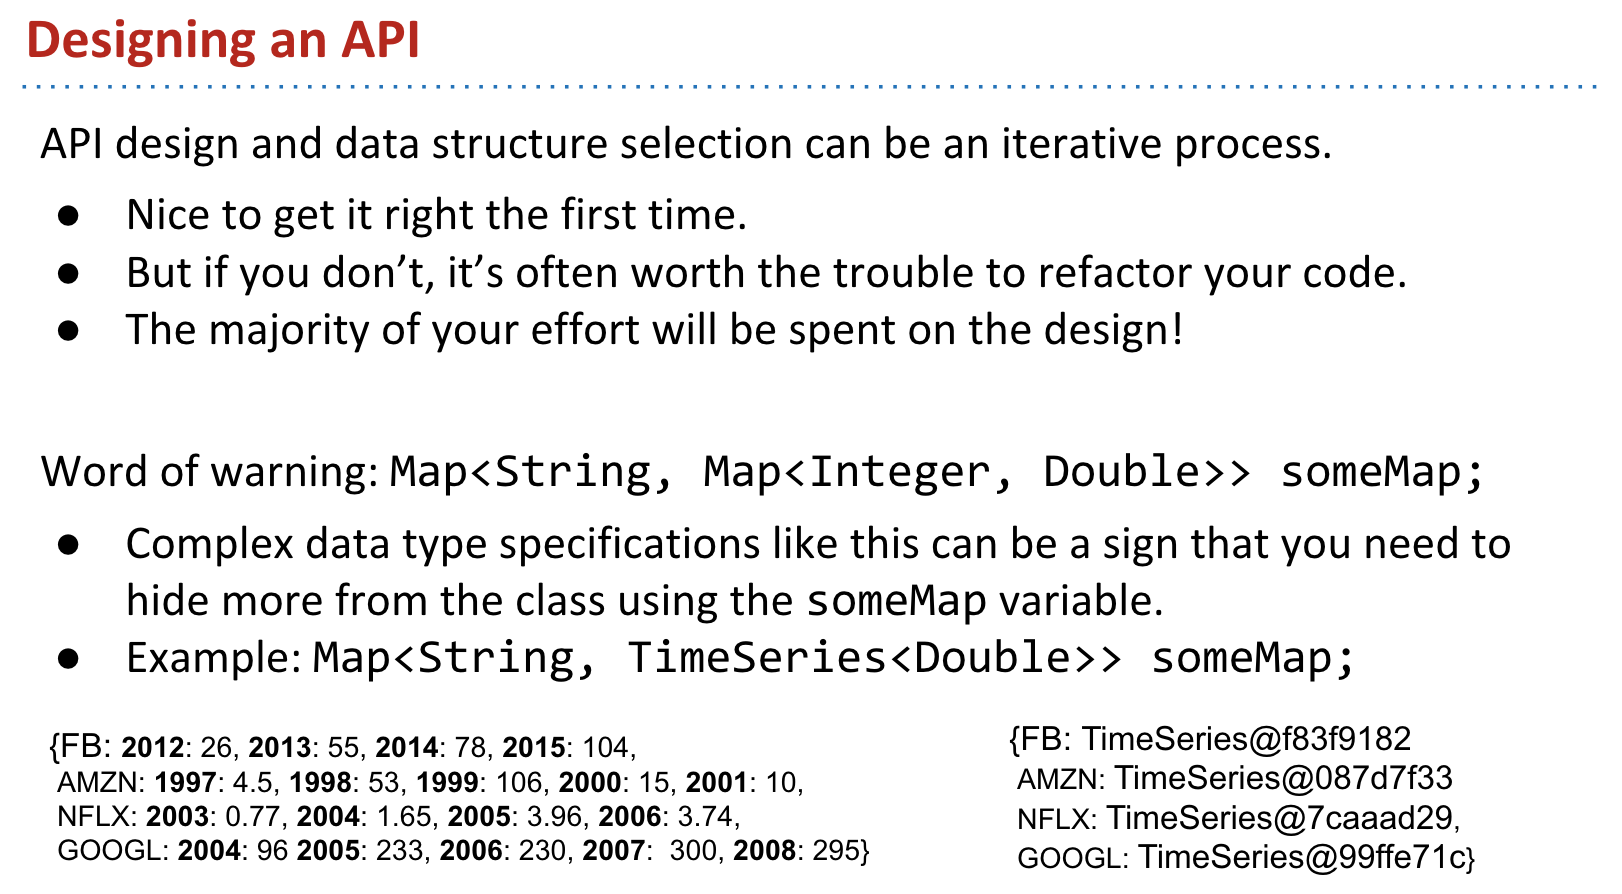 Designing an API
API design and data structure selection can be an iterative process.
● Nice to get it right the first time.
● But if you don’t, it’s often worth the trouble to refactor your code.
● The majority of your effort will be spent on the design!
Word of warning: Map<String, Map<Integer, Double>> someMap;
● Complex data type specifications like this can be a sign that you need to
hide more from the class using the someMap variable.
● Example: Map<String, TimeSeries<Double>> someMap;
{FB: 2012: 26, 2013: 55, 2014: 78, 2015: 104,
AMZN: 1997: 4.5, 1998: 53, 1999: 106, 2000: 15, 2001: 10,
NFLX: 2003: 0.77, 2004: 1.65, 2005: 3.96, 2006: 3.74,
GOOGL: 2004: 96 2005: 233, 2006: 230, 2007:  300, 2008: 295}
{FB: TimeSeries@f83f9182
AMZN: TimeSeries@087d7f33
NFLX: TimeSeries@7caaad29,
GOOGL: TimeSeries@99ffe71c}